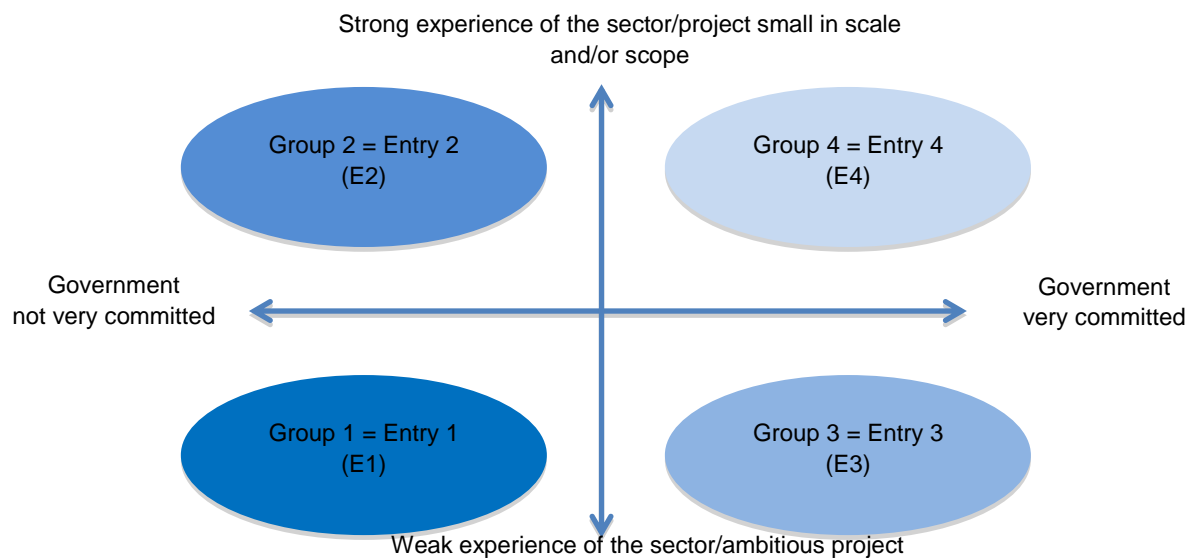 Strong experience of the sector/project small in scale
and/or scope
Group 2 = Entry 2
(E2)
Group 4 = Entry 4
(E4)
Government
not very committed
Government
very committed
Group 1 = Entry 1
(E1)
Group 3 = Entry 3
(E3)
Weak experience of the sector/ambitious project